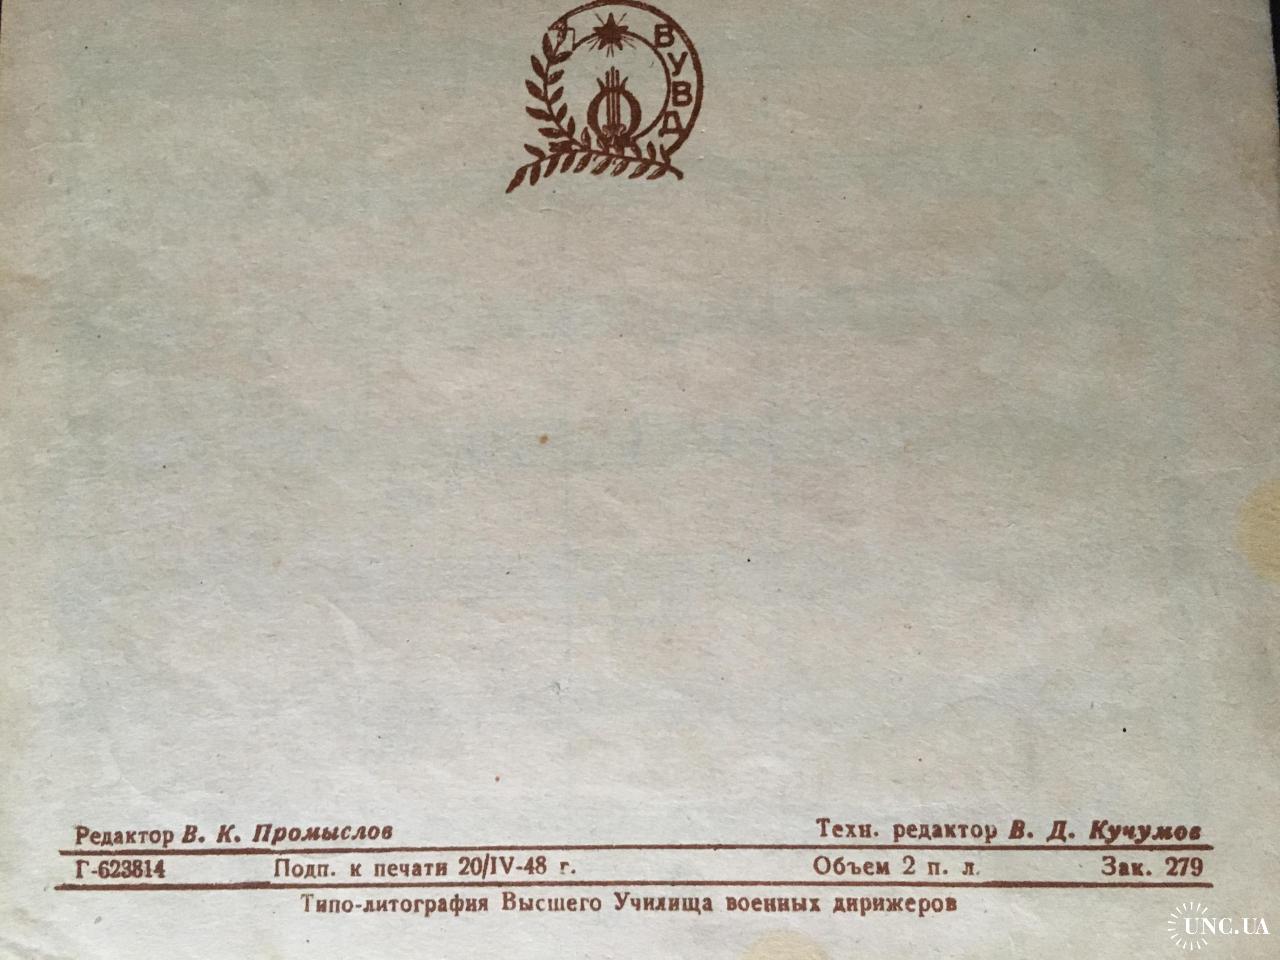 ВУВД
Редактор В. К. Промыслов Техн. редактор В. Д. Кучумов
Г-623814 Подп. к печати 20/IV-48 г. Объем 2 п. л. Зак. 279
Типо-литография Высшего Училища военных дирижеров
UNC.UA